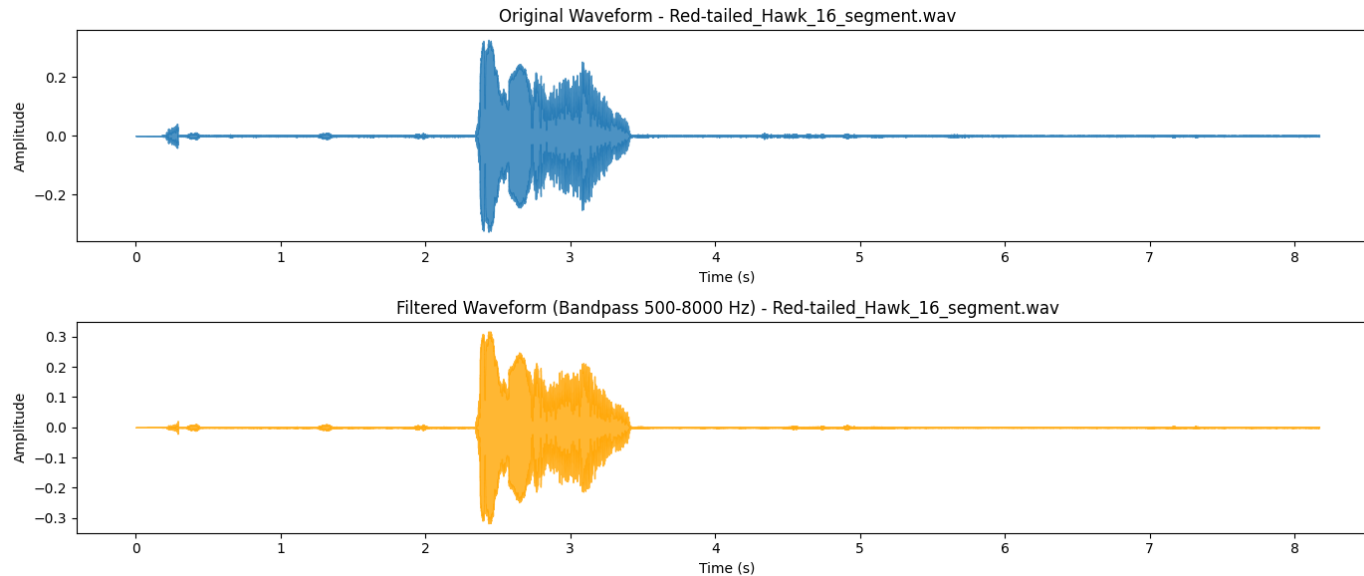 Original Waveform - Red-tailed_Hawk_16_segment.wav
Amplitude
0.2
0.0
−0.2
0 1 2 3 4 5 6 7 8
Time (s)
Filtered Waveform (Bandpass 500-8000 Hz) - Red-tailed_Hawk_16_segment.wav
Amplitude
0.3
0.2
0.1
0.0
−0.1
−0.2
−0.3
0 1 2 3 4 5 6 7 8
Time (s)